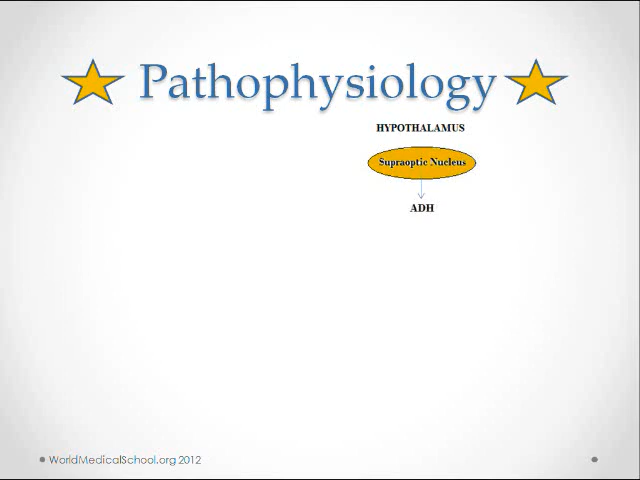 Pathophysiology
HYPOTHALAMUS
Supraoptic Nucleus
ADH
WorldMedicalSchool.org 2012